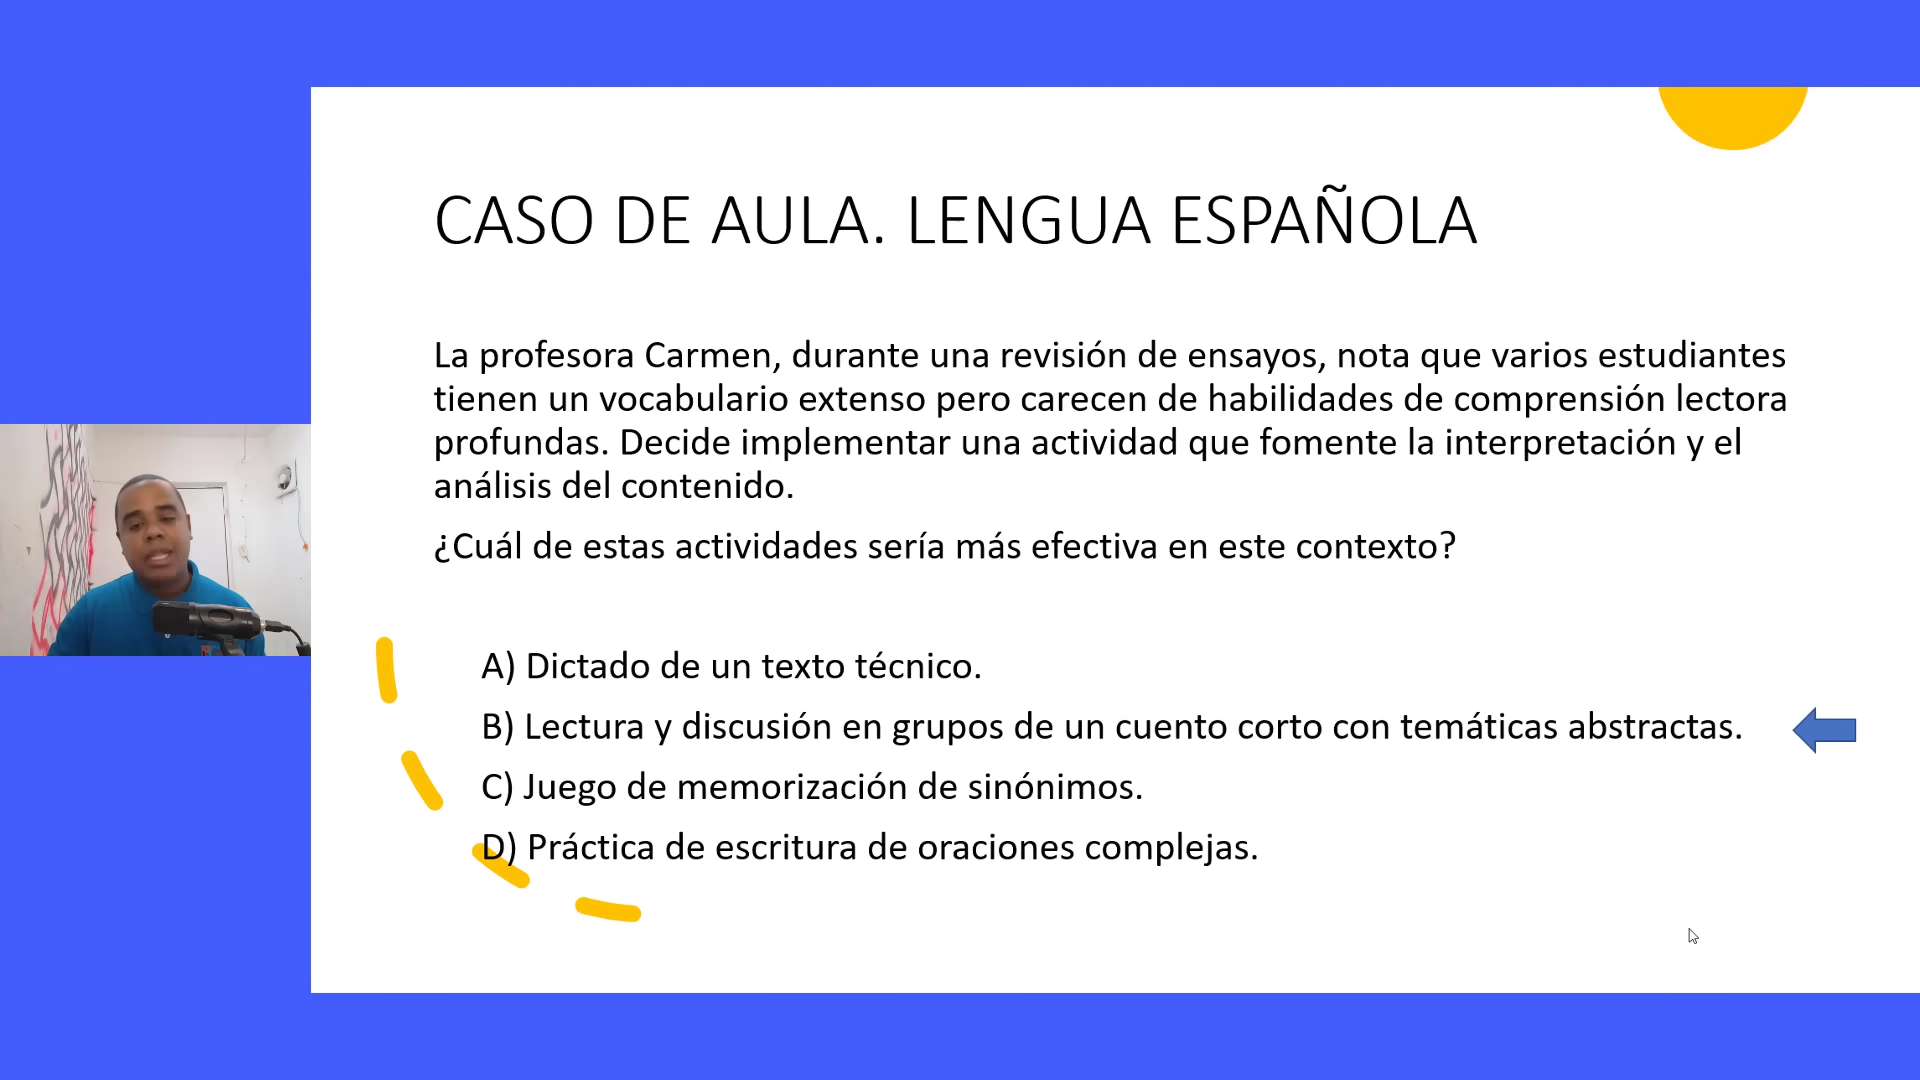 CASO DE AULA. LENGUA ESPAÑOLA
La profesora Carmen, durante una revisión de ensayos, nota que varios estudiantes
tienen un vocabulario extenso pero carecen de habilidades de comprensión lectora
profundas. Decide implementar una actividad que fomente la interpretación y el
análisis del contenido.
¿Cuál de estas actividades sería más efectiva en este contexto?
A) Dictado de un texto técnico.
B) Lectura y discusión en grupos de un cuento corto con temáticas abstractas.
C) Juego de memorización de sinónimos.
D) Práctica de escritura de oraciones complejas.